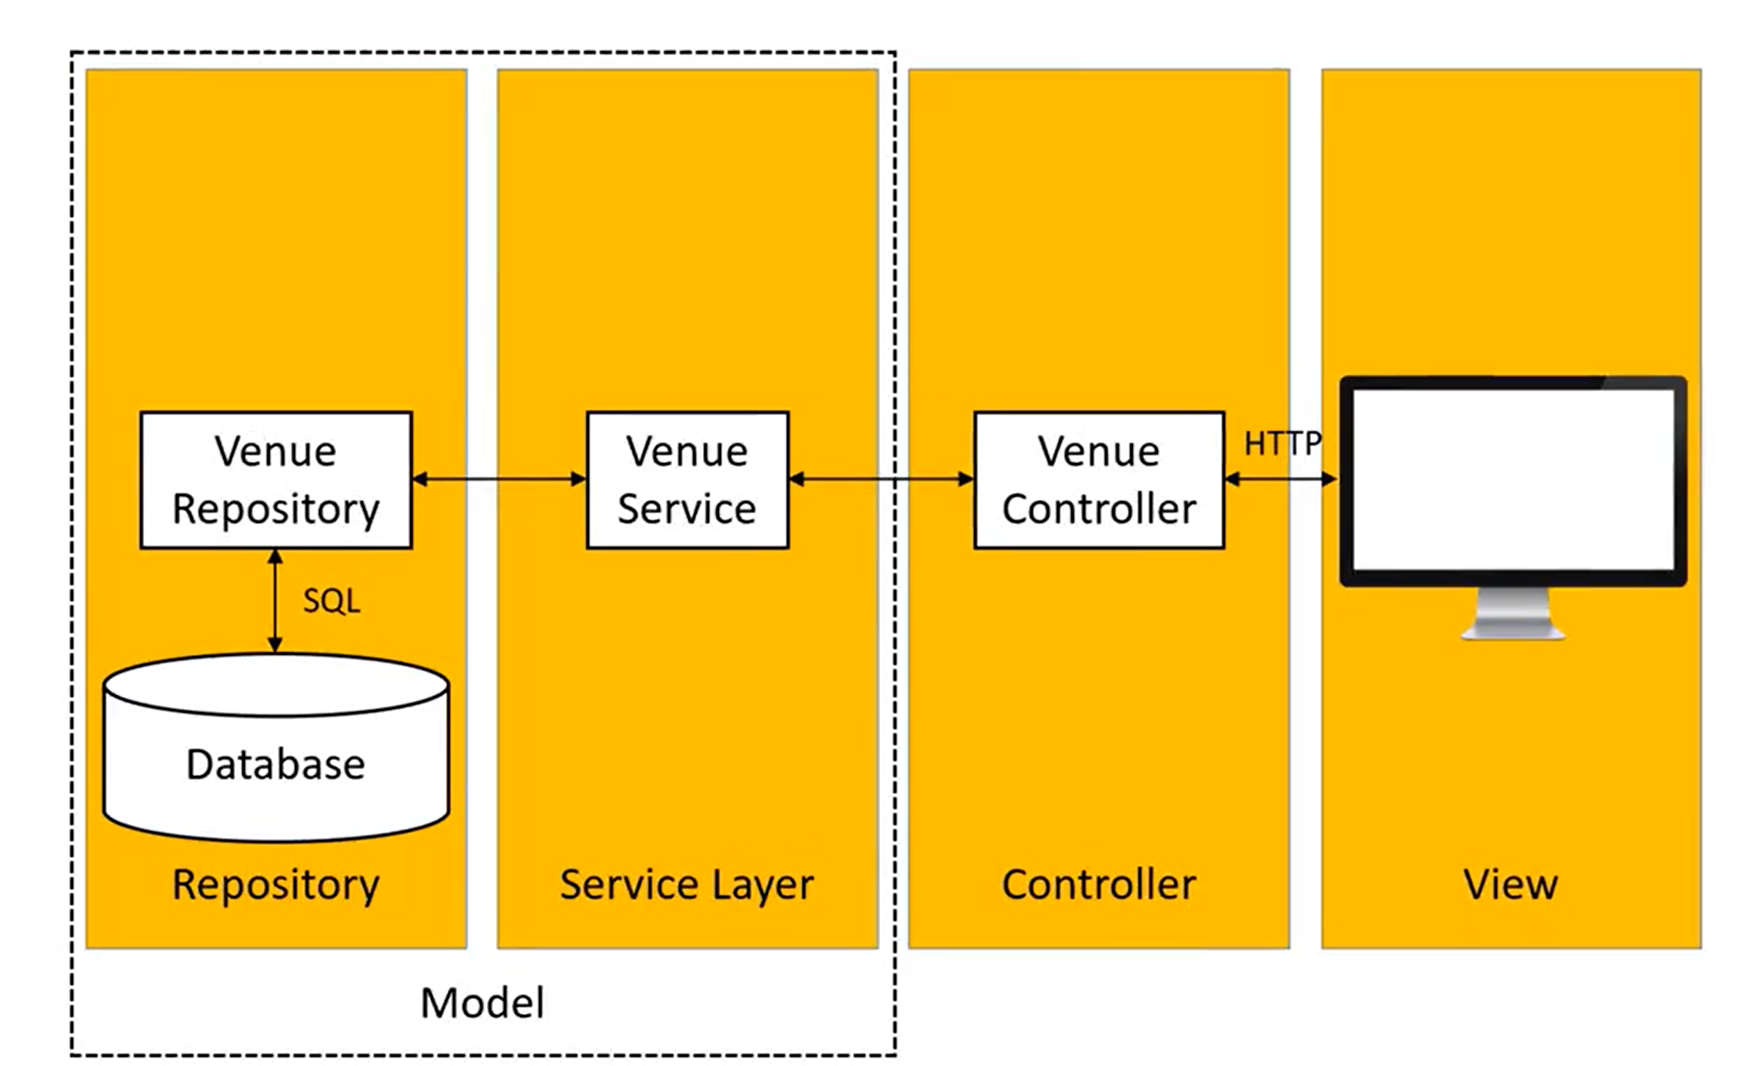 Venue
Repository
Venue
Service
Venue
Controller
HTTP
SQL
Database
Repository
Service Layer
Controller
View
Model